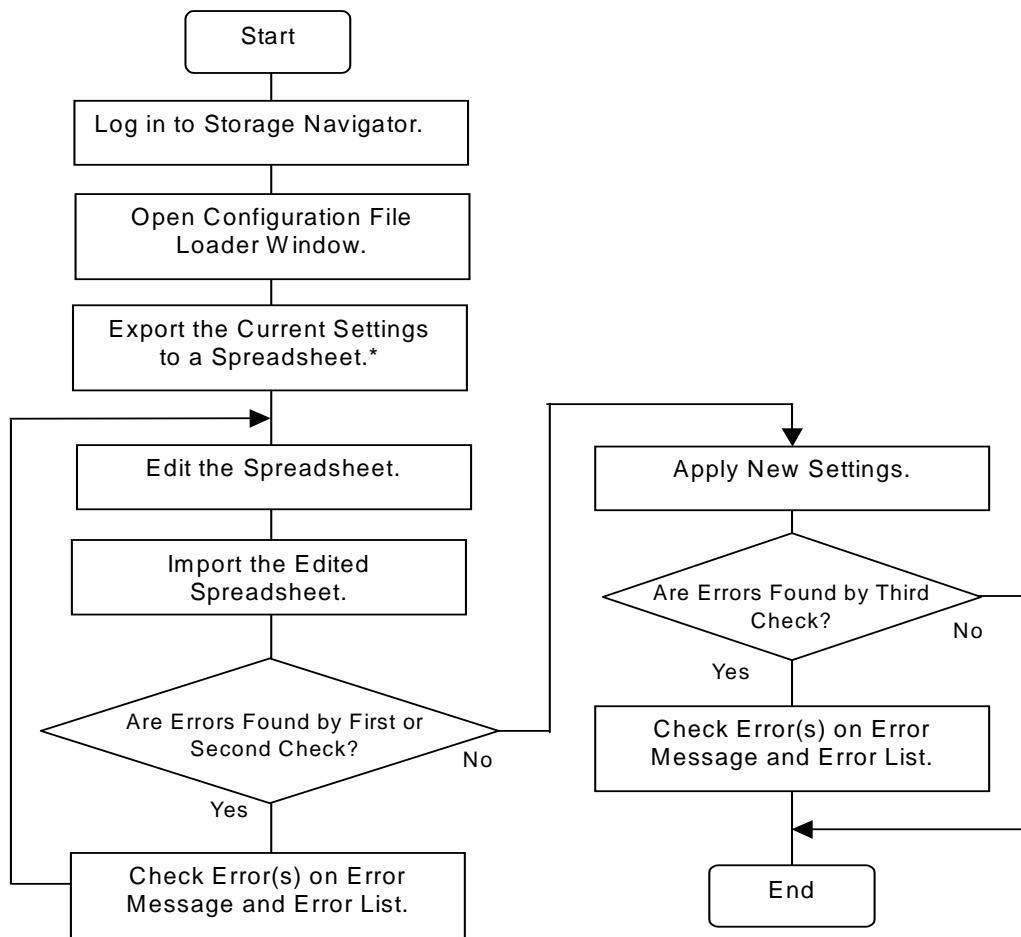 Start
Log in to Storage Navigator.
Open Configuration File
Loader Window.
Export the Current Settings
to a Spreadsheet.*
Edit the Spreadsheet.
Import the Edited
Spreadsheet.
Are Errors Found by First or
Second Check?
No
Yes
Check Error(s) on Error
Message and Error List.
Apply New Settings.
Are Errors Found by Third
Check?
No
Yes
Check Error(s) on Error
Message and Error List.
End